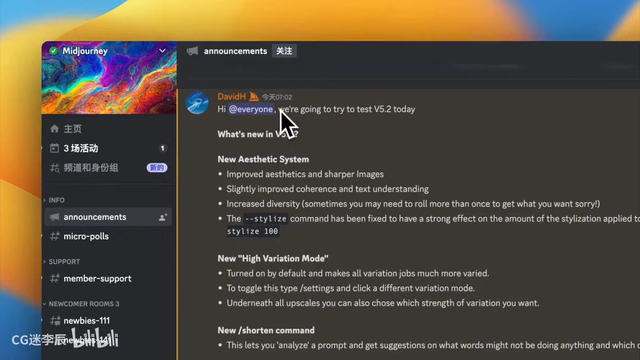 Midjourney
announcements
关注
DavidH
今天07:02
Hi @everyone, we're going to try to test V5.2 today
主页
What's new in
3 场活动
1
频道和身份组
新的
New Aesthetic System
Improved aesthetics and sharper Images
Slightly improved coherence and text understanding
INFO
Increased diversity (sometimes you may need to roll more than once to get what you want sorry!)
announcements
The --stylize command has been fixed to have a strong effect on the amount of the stylization applied to
stylize 100
micro-polls
New "High Variation Mode"
SUPPORT
Turned on by default and makes all variation jobs much more varied.
member-support
To toggle this type /settings and click a different variation mode.
NEWCOMER ROOMS 3
Underneath all upscales you can also chose which strength of variation you want.
newbies-111
New /shorten command
CG迷李辰
bilibili
This lets you 'analyze' a prompt and get suggestions on what words might not be doing anything and which